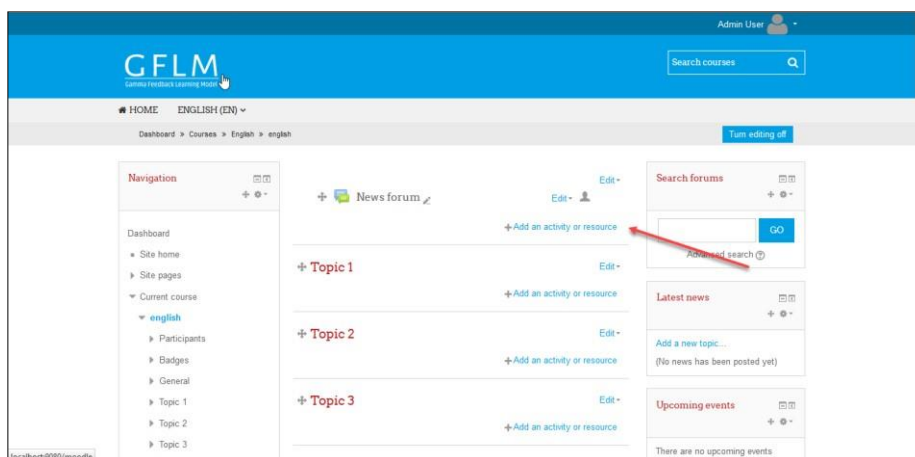 Admin User
GFLM
Gamma Feedback Learning Model
Search courses
HOME ENGLISH (EN)
Dashboard » Courses » English » english
Turn editing off
Navigation
Dashboard
Site home
Site pages
Current course
english
Participants
Badges
General
Topic 1
Topic 2
Topic 3
Edit
News forum
Edit
+Add an activity or resource
Topic 1
Edit
+Add an activity or resource
Topic 2
Edit
+Add an activity or resource
Topic 3
Edit
+Add an activity or resource
Search forums
GO
Advanced search
Latest news
Add a new topic...
(No news has been posted yet)
Upcoming events
There are no upcoming events
localhost:9080/moodle